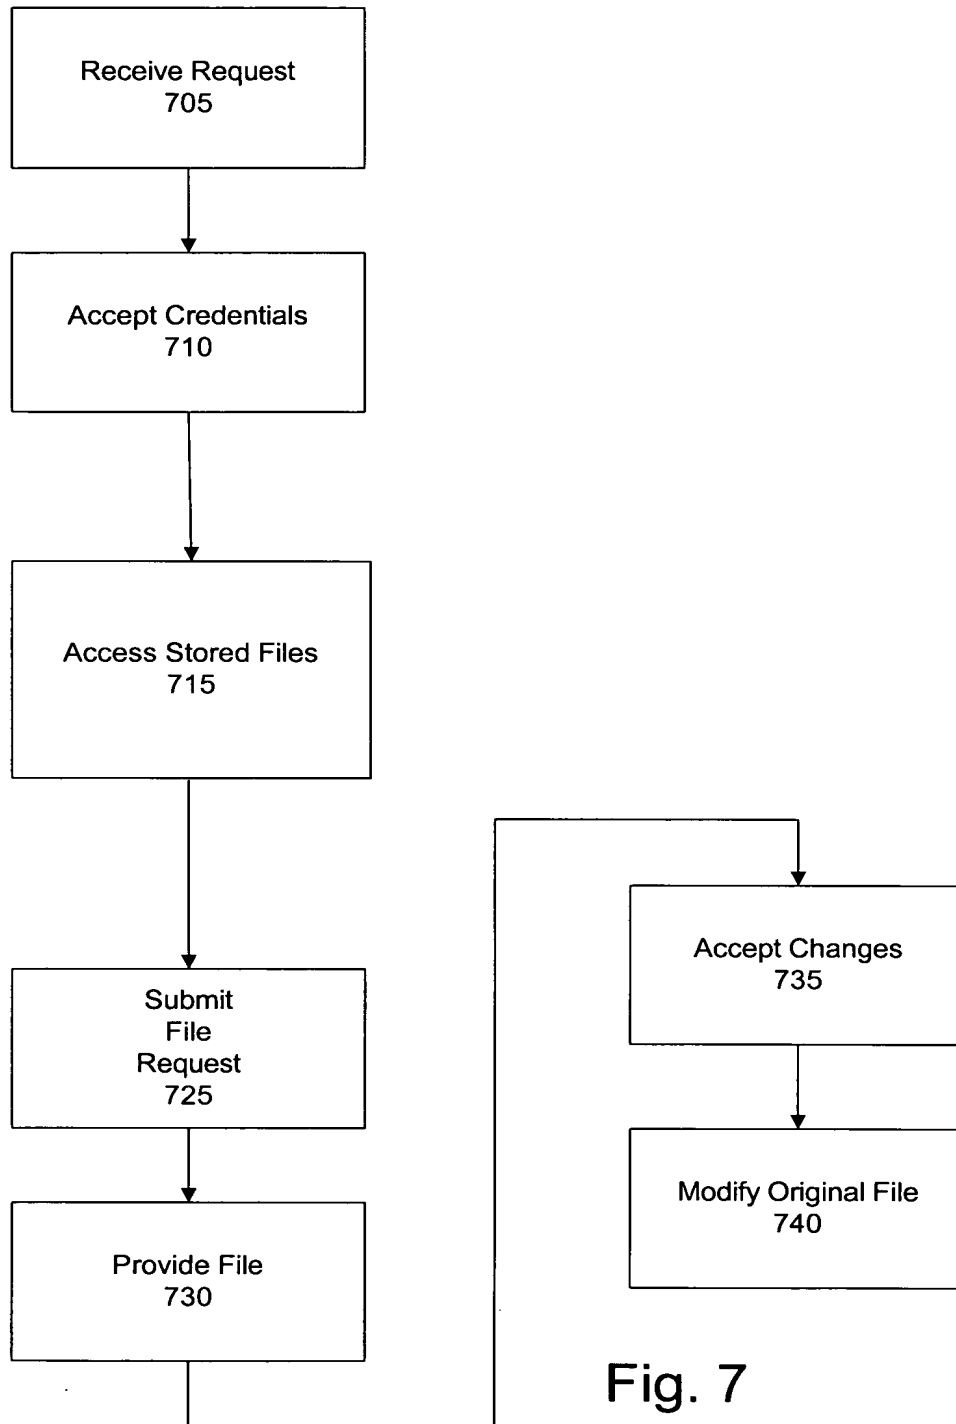 Receive Request
705
Accept Credentials
710
Access Stored Files
715
Submit
File
Request
725
Provide File
730
Accept Changes
735
Modify Original File
740
Fig. 7